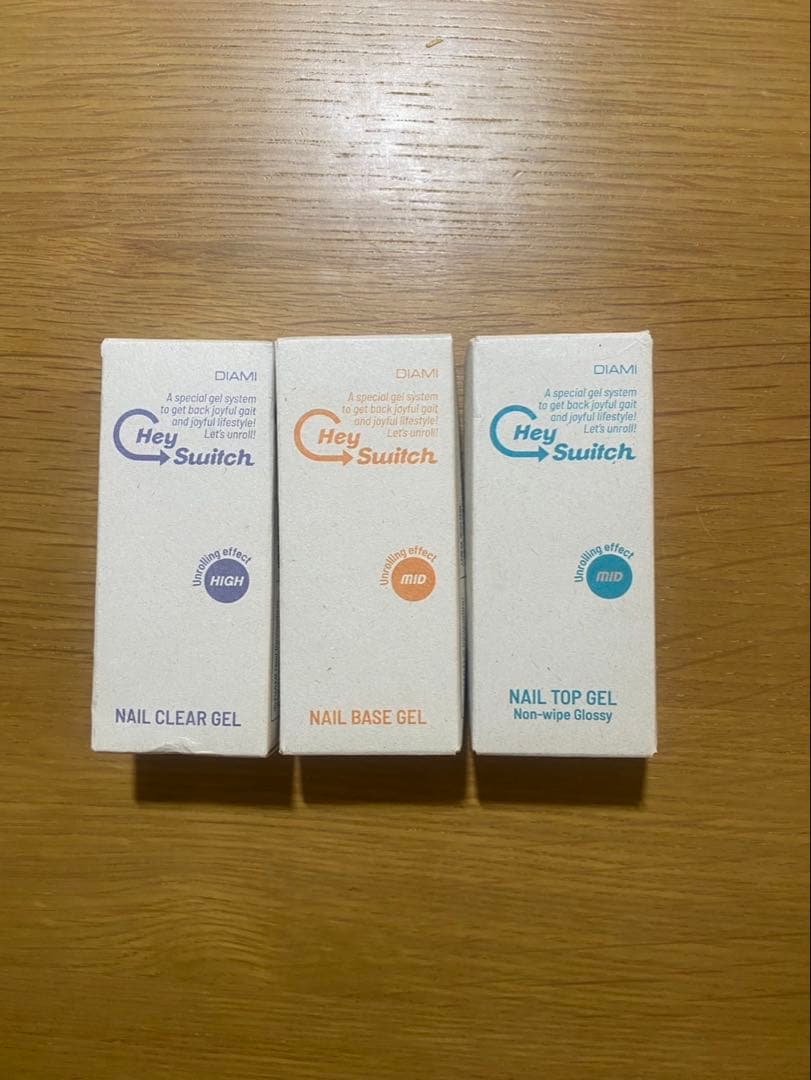 DIAMI
A special gel system
to get back joyful gait
and joyful lifestyle!
Let's unroll!
Hey
Switch
Unrolling effect
HIGH
NAIL CLEAR GEL
DIAMI
A special gel system
to get back joyful gait
and joyful lifestyle!
Let's unroll!
Hey
Switch
Unrolling effect
MID
NAIL BASE GEL
DIAMI
A special gel system
to get back joyful gait
and joyful lifestyle!
Let's unroll!
Hey
Switch
Unrolling effect
MID
NAIL TOP GEL
Non-wipe Glossy